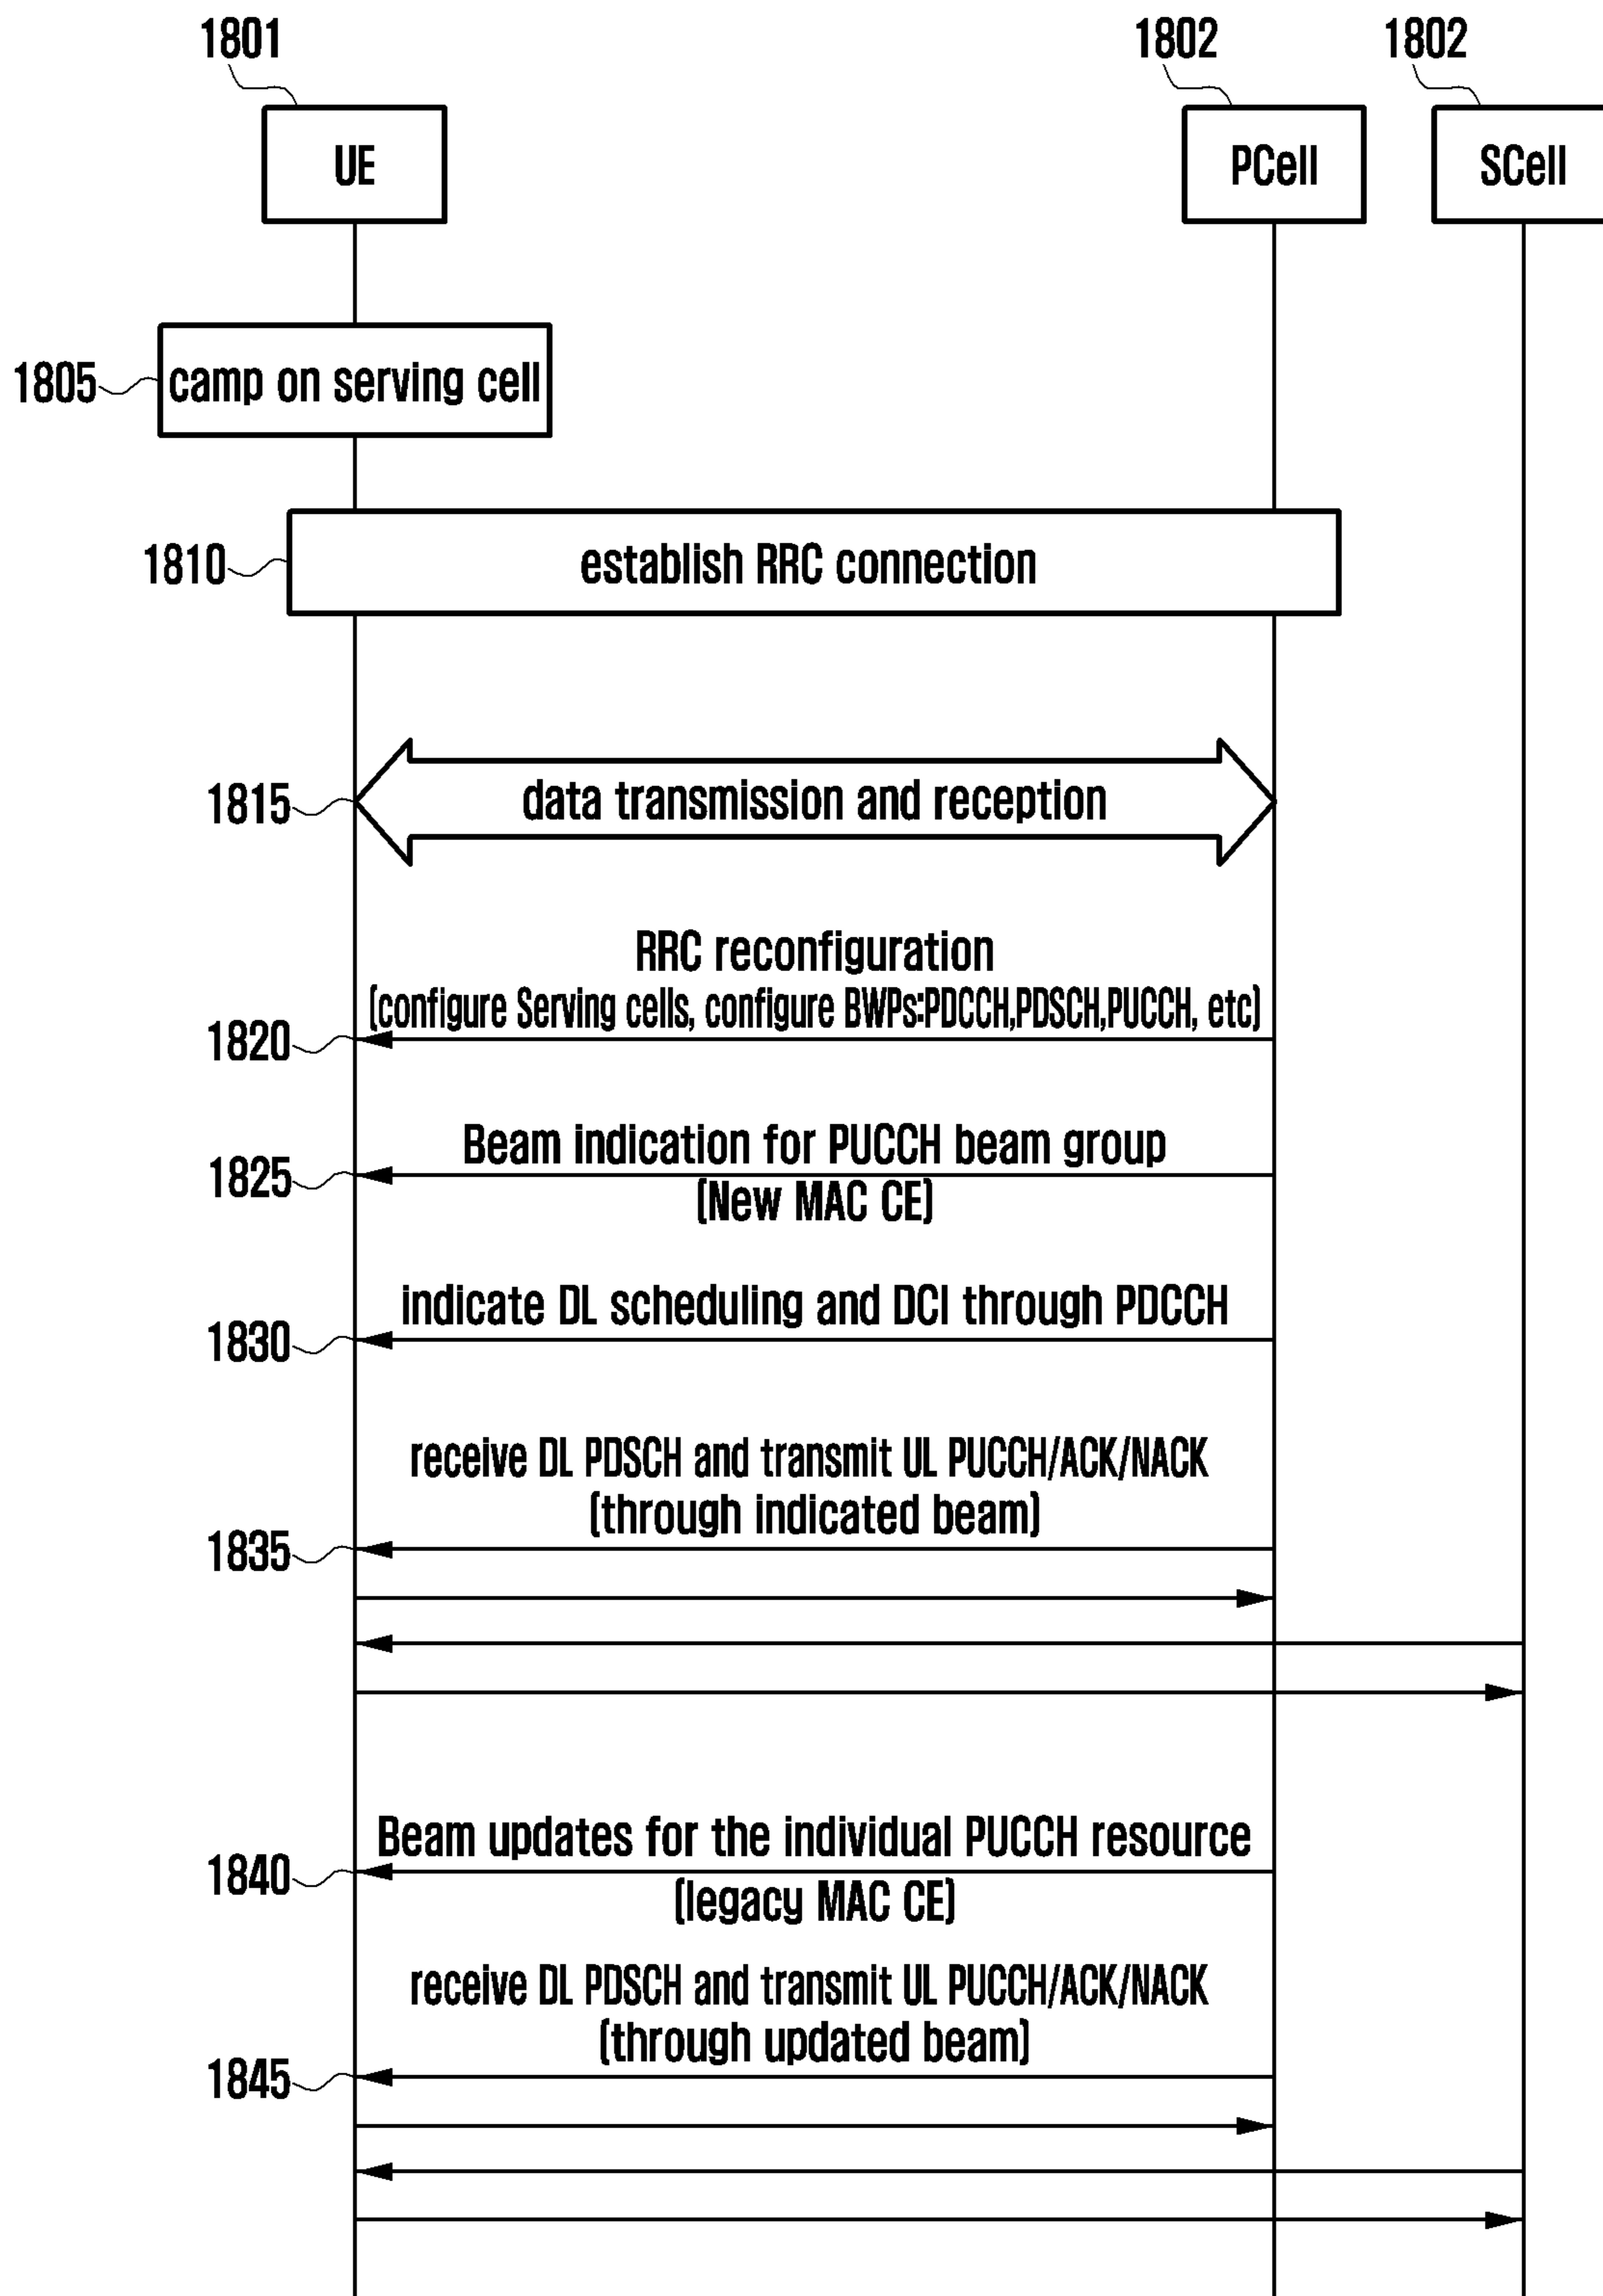 1801
1802
1802
UE
PCell
SCell
1805
camp on serving cell
1810
establish RRC connection
1815
data transmission and reception
RRC reconfiguration
(configure Serving cells, configure BWPs:PDCCH,PDSCH,PUCCH, etc)
1820
Beam indication for PUCCH beam group
1825
(New MAC CE)
indicate DL scheduling and DCI through PDCCH
1830
receive DL PDSCH and transmit UL PUCCH/ACK/NACK
(through indicated beam)
1835
Beam updates for the individual PUCCH resource
1840
(legacy MAC CE)
receive DL PDSCH and transmit UL PUCCH/ACK/NACK
(through updated beam)
1845